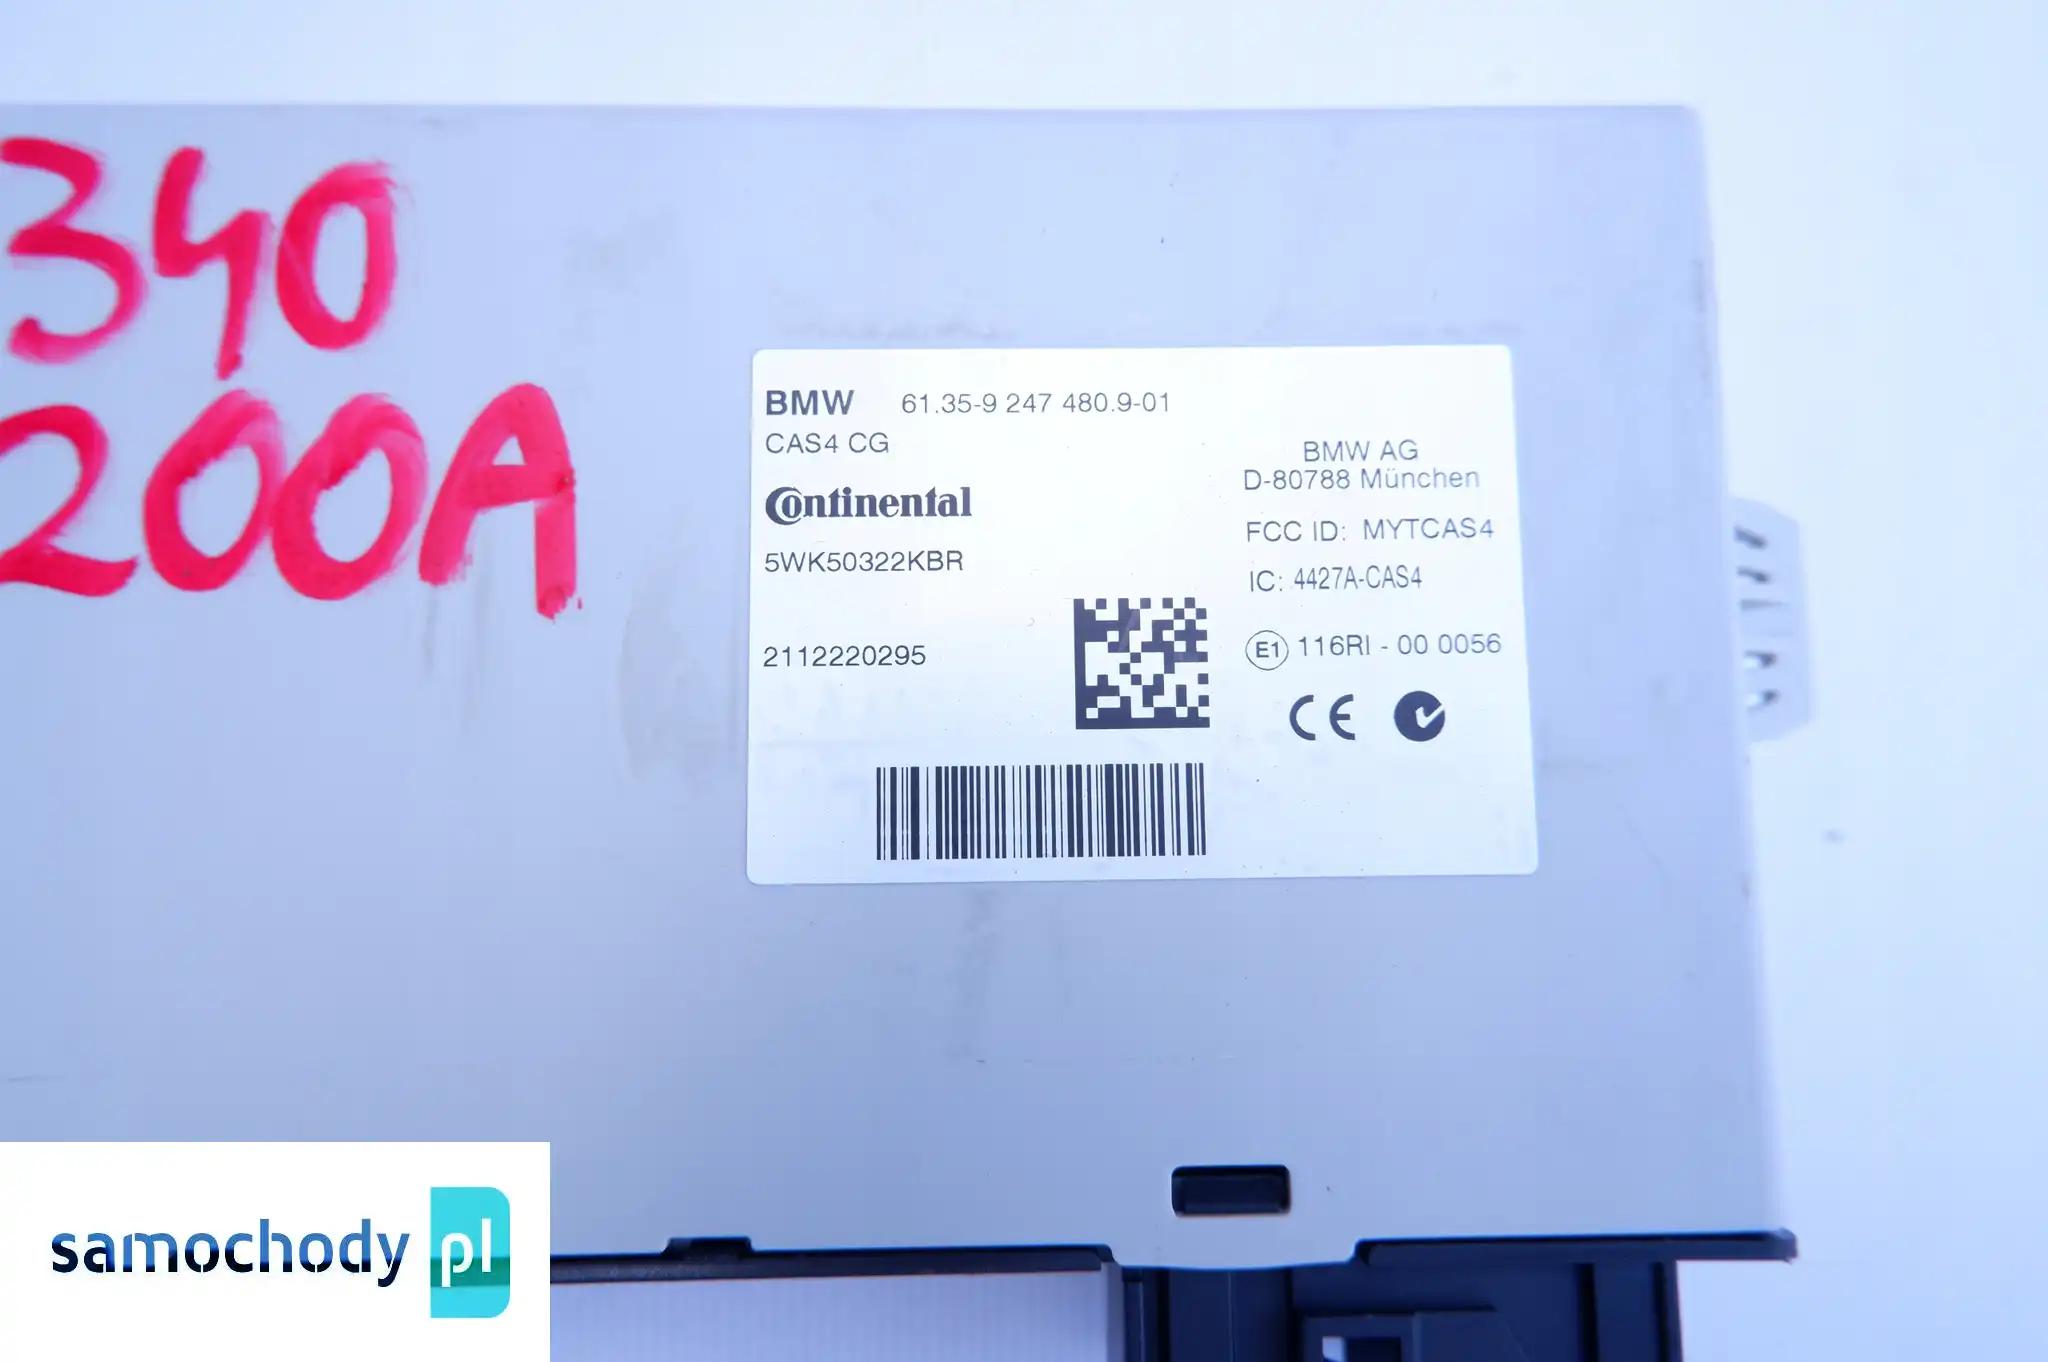 340
200A
BMW 61.35-9 247 480.9-01
CAS4 CG
Continental
5WK50322KBR
2112220295
BMW AG
D-80788 München
FCC ID: MYTCAS4
IC: 4427A-CAS4
E1 116RI - 00 0056
CE
samochody pl